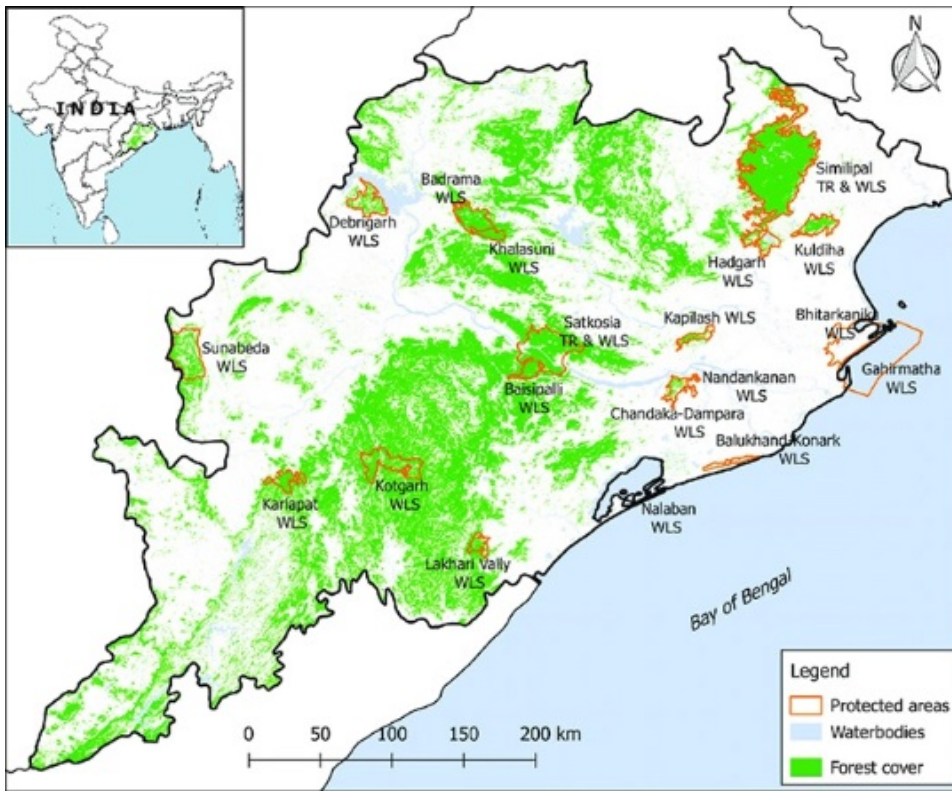 INDIA
N
Similipal
TR & WLS
Badrama
WLS
Debrigarh
WLS
Khalasuni
WLS
Hadgarh
WLS
Kuldiha
WLS
Sunabeda
WLS
Satkosia
TR & WLS
Kapilash WLS
Bhitarkanika
WLS
Gahirmatha
WLS
Baisipalli
WLS
Nandankanan
WLS
Chandaka-Dampara
WLS
Balukhand-Konark
WLS
Karlapat
WLS
Kotgarh
WLS
Nalaban
WLS
Lakhari Vally
WLS
Bay of Bengal
Legend
Protected areas
Waterbodies
Forest cover
0 50 100 150 200 km